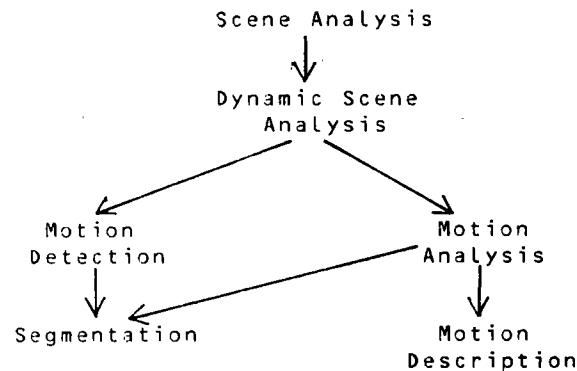 Scene Analysis
Dynamic Scene
Analysis
Motion
Detection
Motion
Analysis
Segmentation
Motion
Description